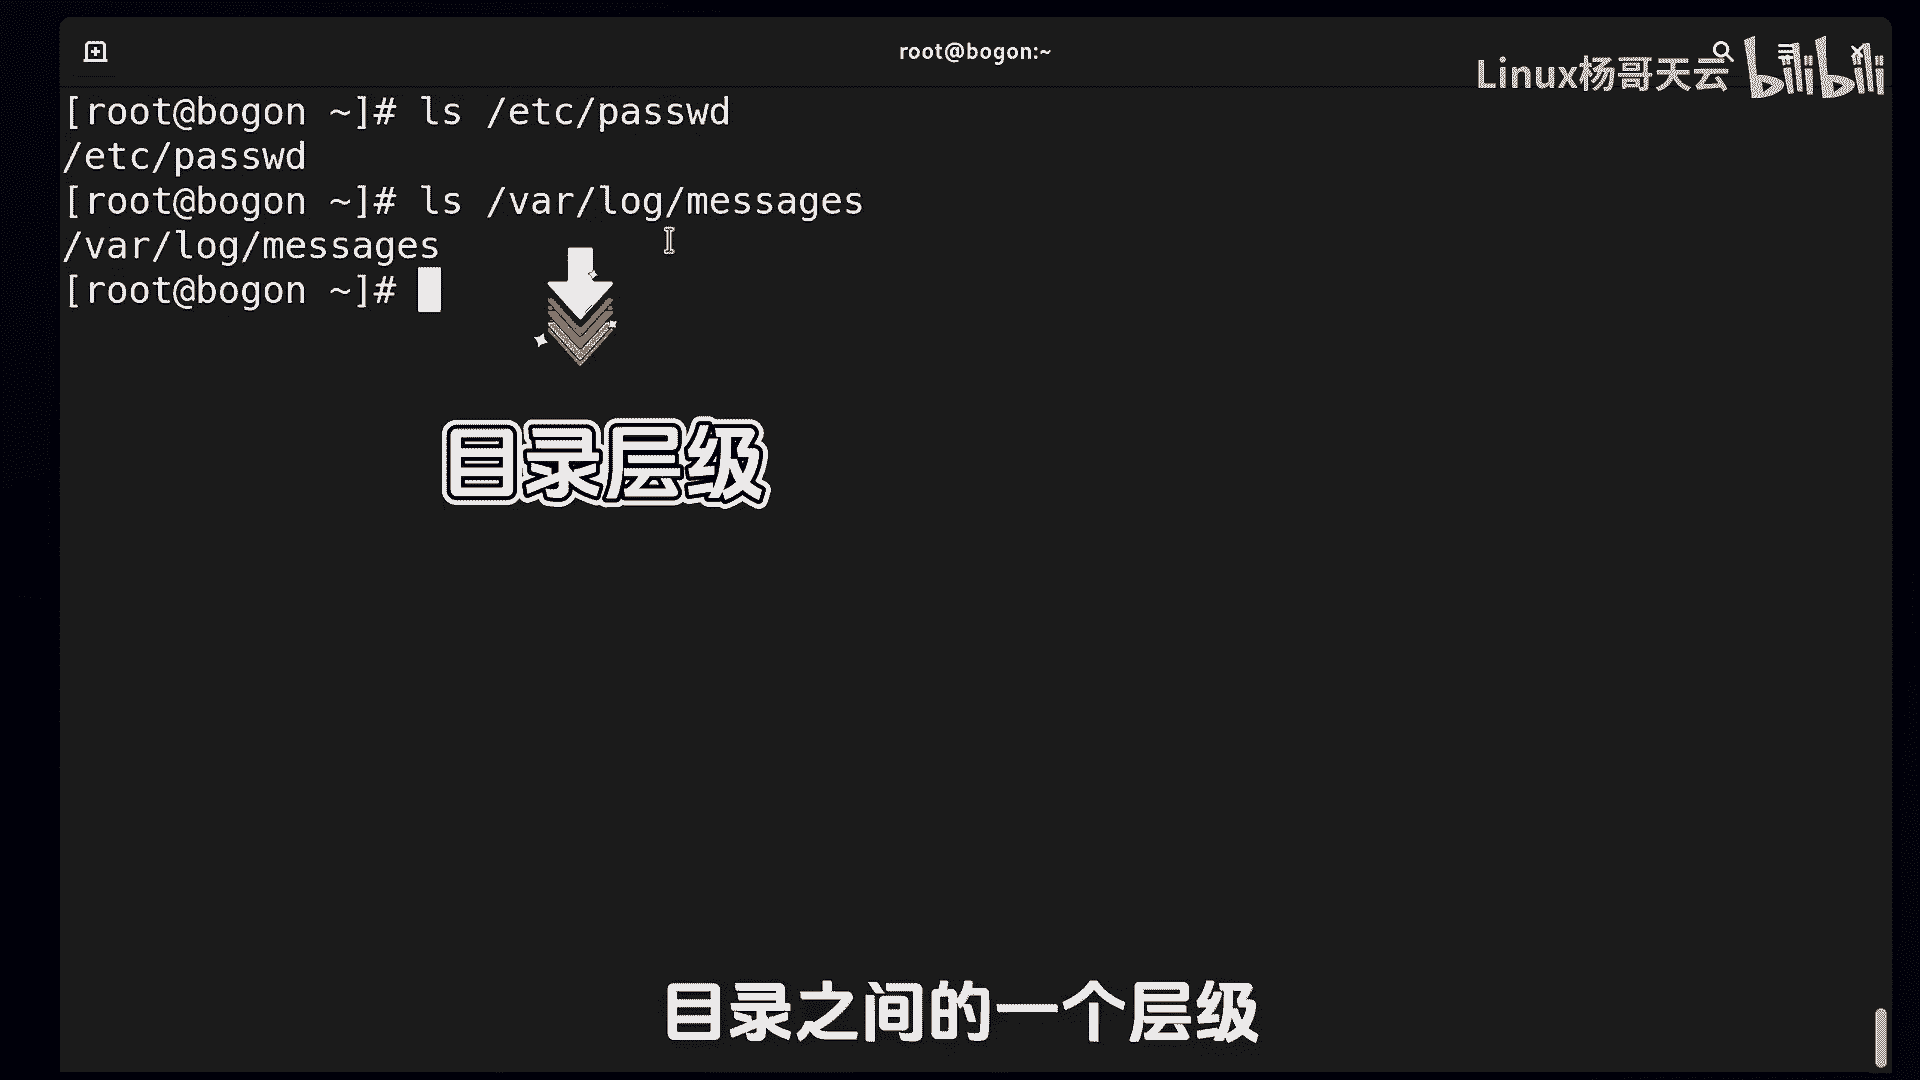 root@bogon:~
Linux杨哥天云 bilibili
[root@bogon ~]# ls /etc/passwd
/etc/passwd
[root@bogon ~]# ls /var/log/messages
/var/log/messages
[root@bogon ~]#
目录层级
目录之间的一个层级